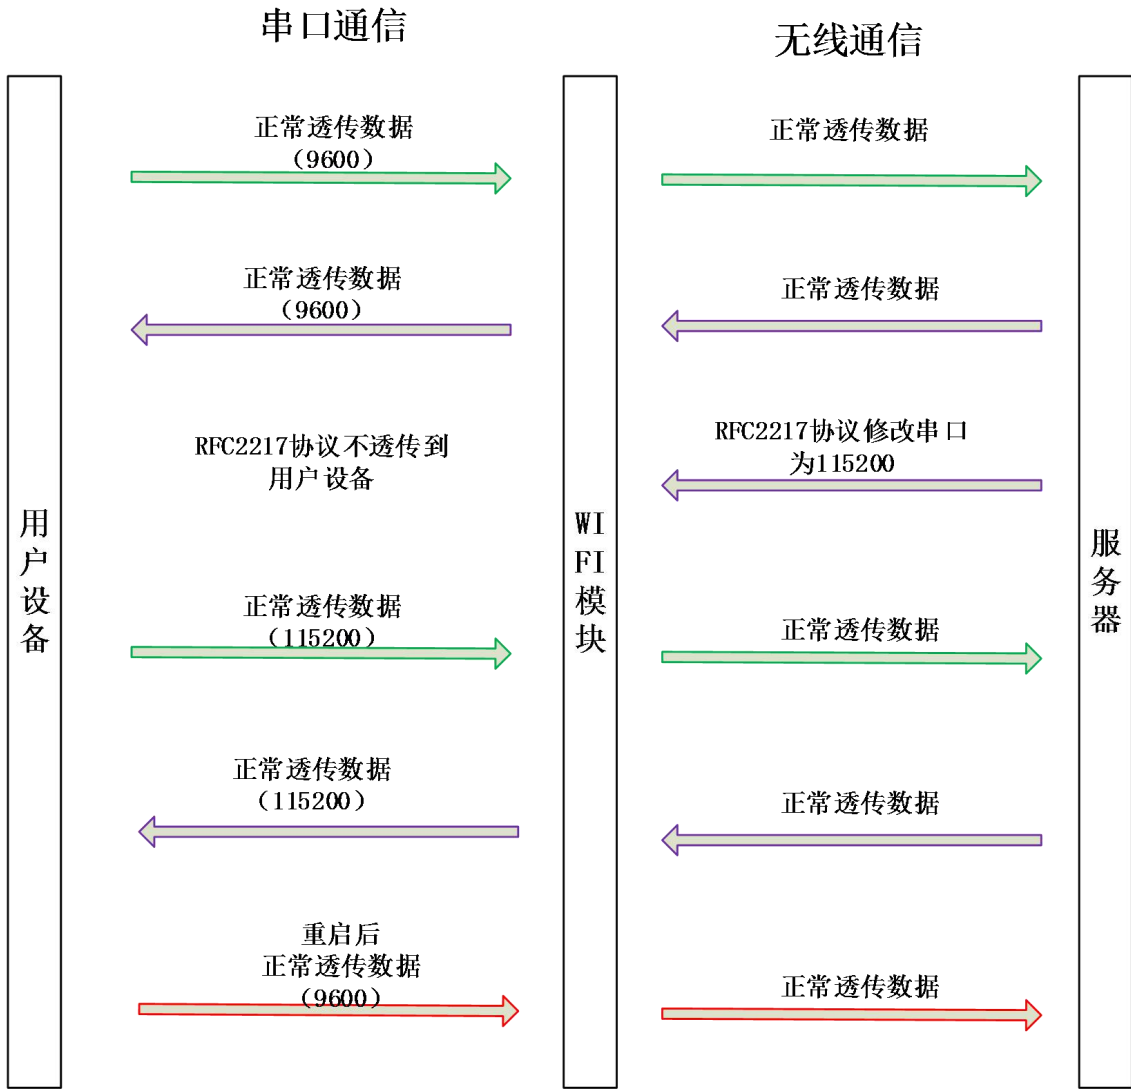 串口通信
无线通信
正常透传数据
（9600）
正常透传数据
正常透传数据
（9600）
正常透传数据
RFC2217协议不透传到
用户设备
RFC2217协议修改串口
为115200
用户设备
WI
FI
模块
服务器
正常透传数据
（115200）
正常透传数据
正常透传数据
（115200）
正常透传数据
重启后
正常透传数据
（9600）
正常透传数据